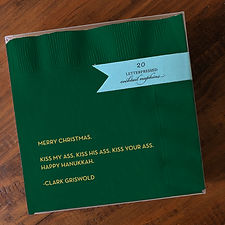 20
LETTERPRESSED
cocktail napkins
MERRY CHRISTMAS.
KISS MY ASS. KISS HIS ASS. KISS YOUR ASS.
HAPPY HANUKKAH.
-CLARK GRISWOLD